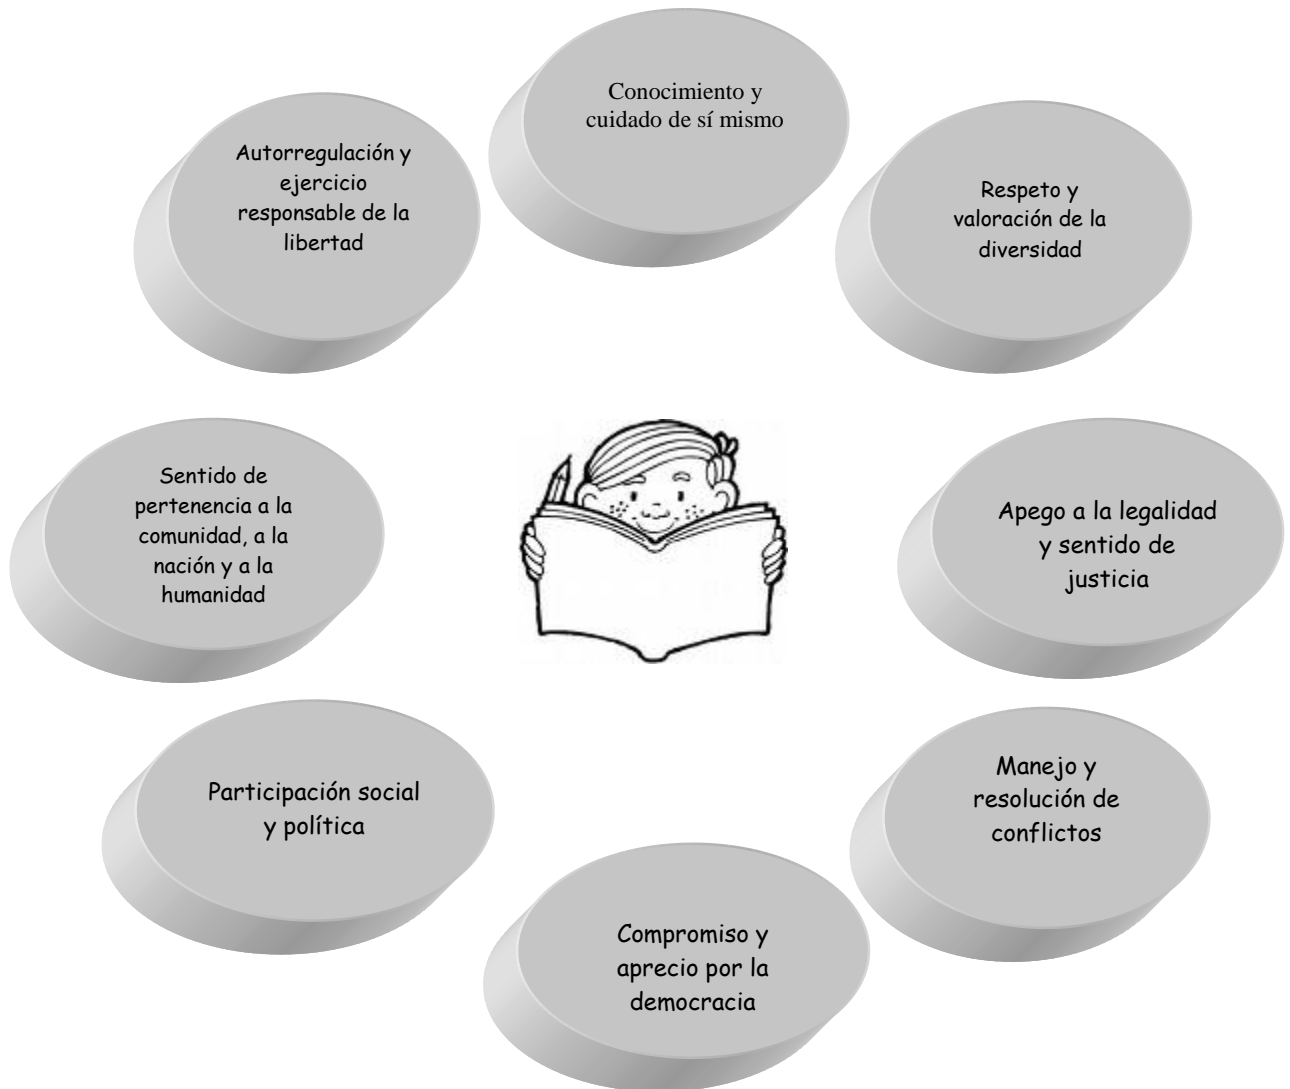 Conocimiento y
cuidado de sí mismo
Autorregulación y
ejercicio
responsable de la
libertad
Respeto y
valoración de la
diversidad
Sentido de
pertenencia a la
comunidad, a la
nación y a la
humanidad
Apego a la legalidad
y sentido de
justicia
Participación social
y política
Manejo y
resolución de
conflictos
Compromiso y
aprecio por la
democracia